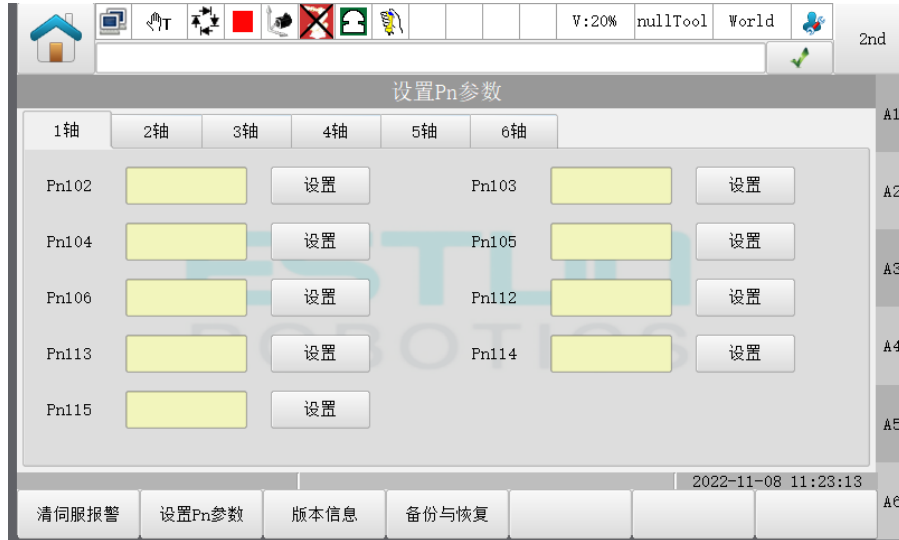 T V:20% nullTool World 2nd
设置Pn参数
1轴 2轴 3轴 4轴 5轴 6轴
A1
Pn102 设置 Pn103 设置
A2
Pn104 设置 Pn105 设置
A3
Pn106 设置 Pn112 设置
Pn113 设置 Pn114 设置
A4
Pn115 设置
A5
ESTUN
ROBOTICS
2022-11-08 11:23:13
A6
清伺服报警 设置Pn参数 版本信息 备份与恢复